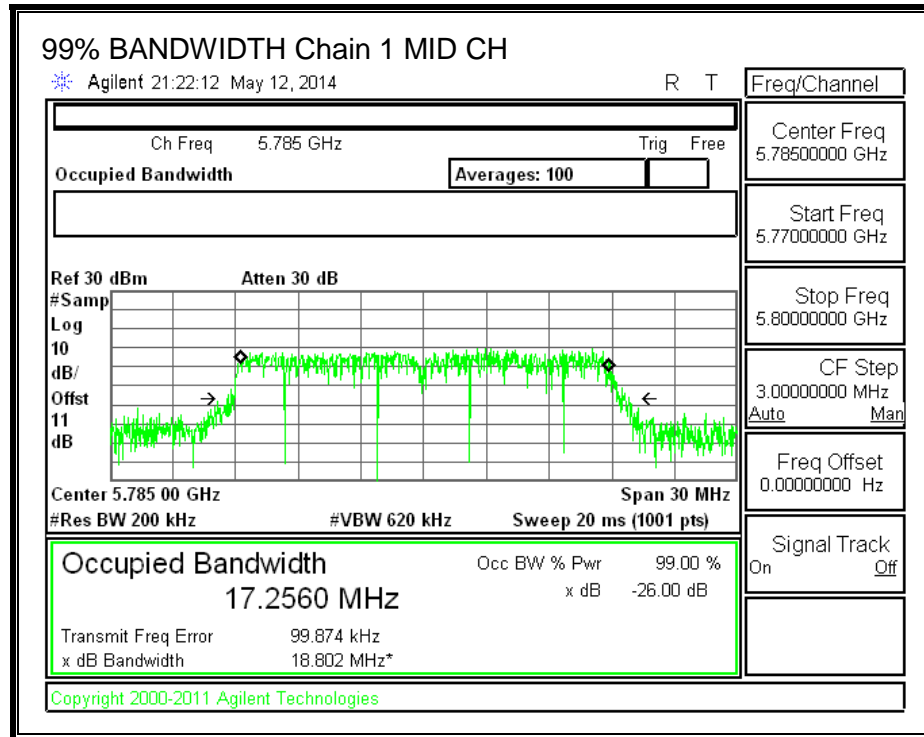 99% BANDWIDTH Chain 1 MID CH
Agilent 21:22:12 May 12, 2014 R T
Ch Freq 5.785 GHz Trig Free
Occupied Bandwidth Averages: 100
Ref 30 dBm Atten 30 dB
#Samp
Log
10
dB/
Offst
11
dB
Center 5.785 00 GHz Span 30 MHz
#Res BW 200 kHz #VBW 620 kHz Sweep 20 ms (1001 pts)
Occupied Bandwidth Occ BW % Pwr 99.00 %
17.2560 MHz x dB -26.00 dB
Transmit Freq Error 99.874 kHz
x dB Bandwidth 18.802 MHz*
Copyright 2000-2011 Agilent Technologies
Freq/Channel
Center Freq
5.78500000 GHz
Start Freq
5.77000000 GHz
Stop Freq
5.80000000 GHz
CF Step
3.00000000 MHz
Auto Man
Freq Offset
0.00000000 Hz
Signal Track
On Off